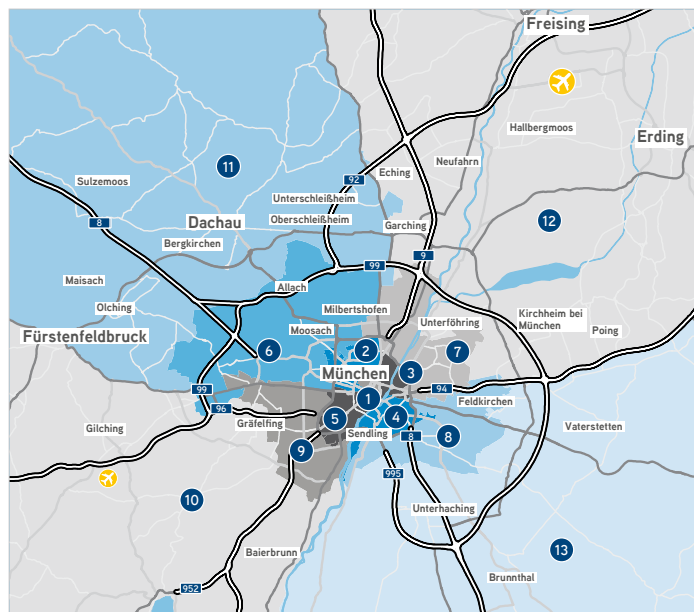 Freising
Hallbergmoos
Erding
Neufahrn
Eching
92
Sulzemoos
11
Unterschleißheim
Oberschleißheim
Dachau
12
8
Garching
Bergkirchen
9
99
Maisach
Allach
Olching
Milbertshofen
Kirchheim bei
München
Unterföhring
Poing
Moosach
Fürstenfeldbruck
6
2
7
München
3
99
94
1
Feldkirchen
96
Gräfelfing
5
4
Vaterstetten
Gilching
Sendling
8
8
9
995
10
Unterhaching
13
Baierbrunn
Brunnthal
952